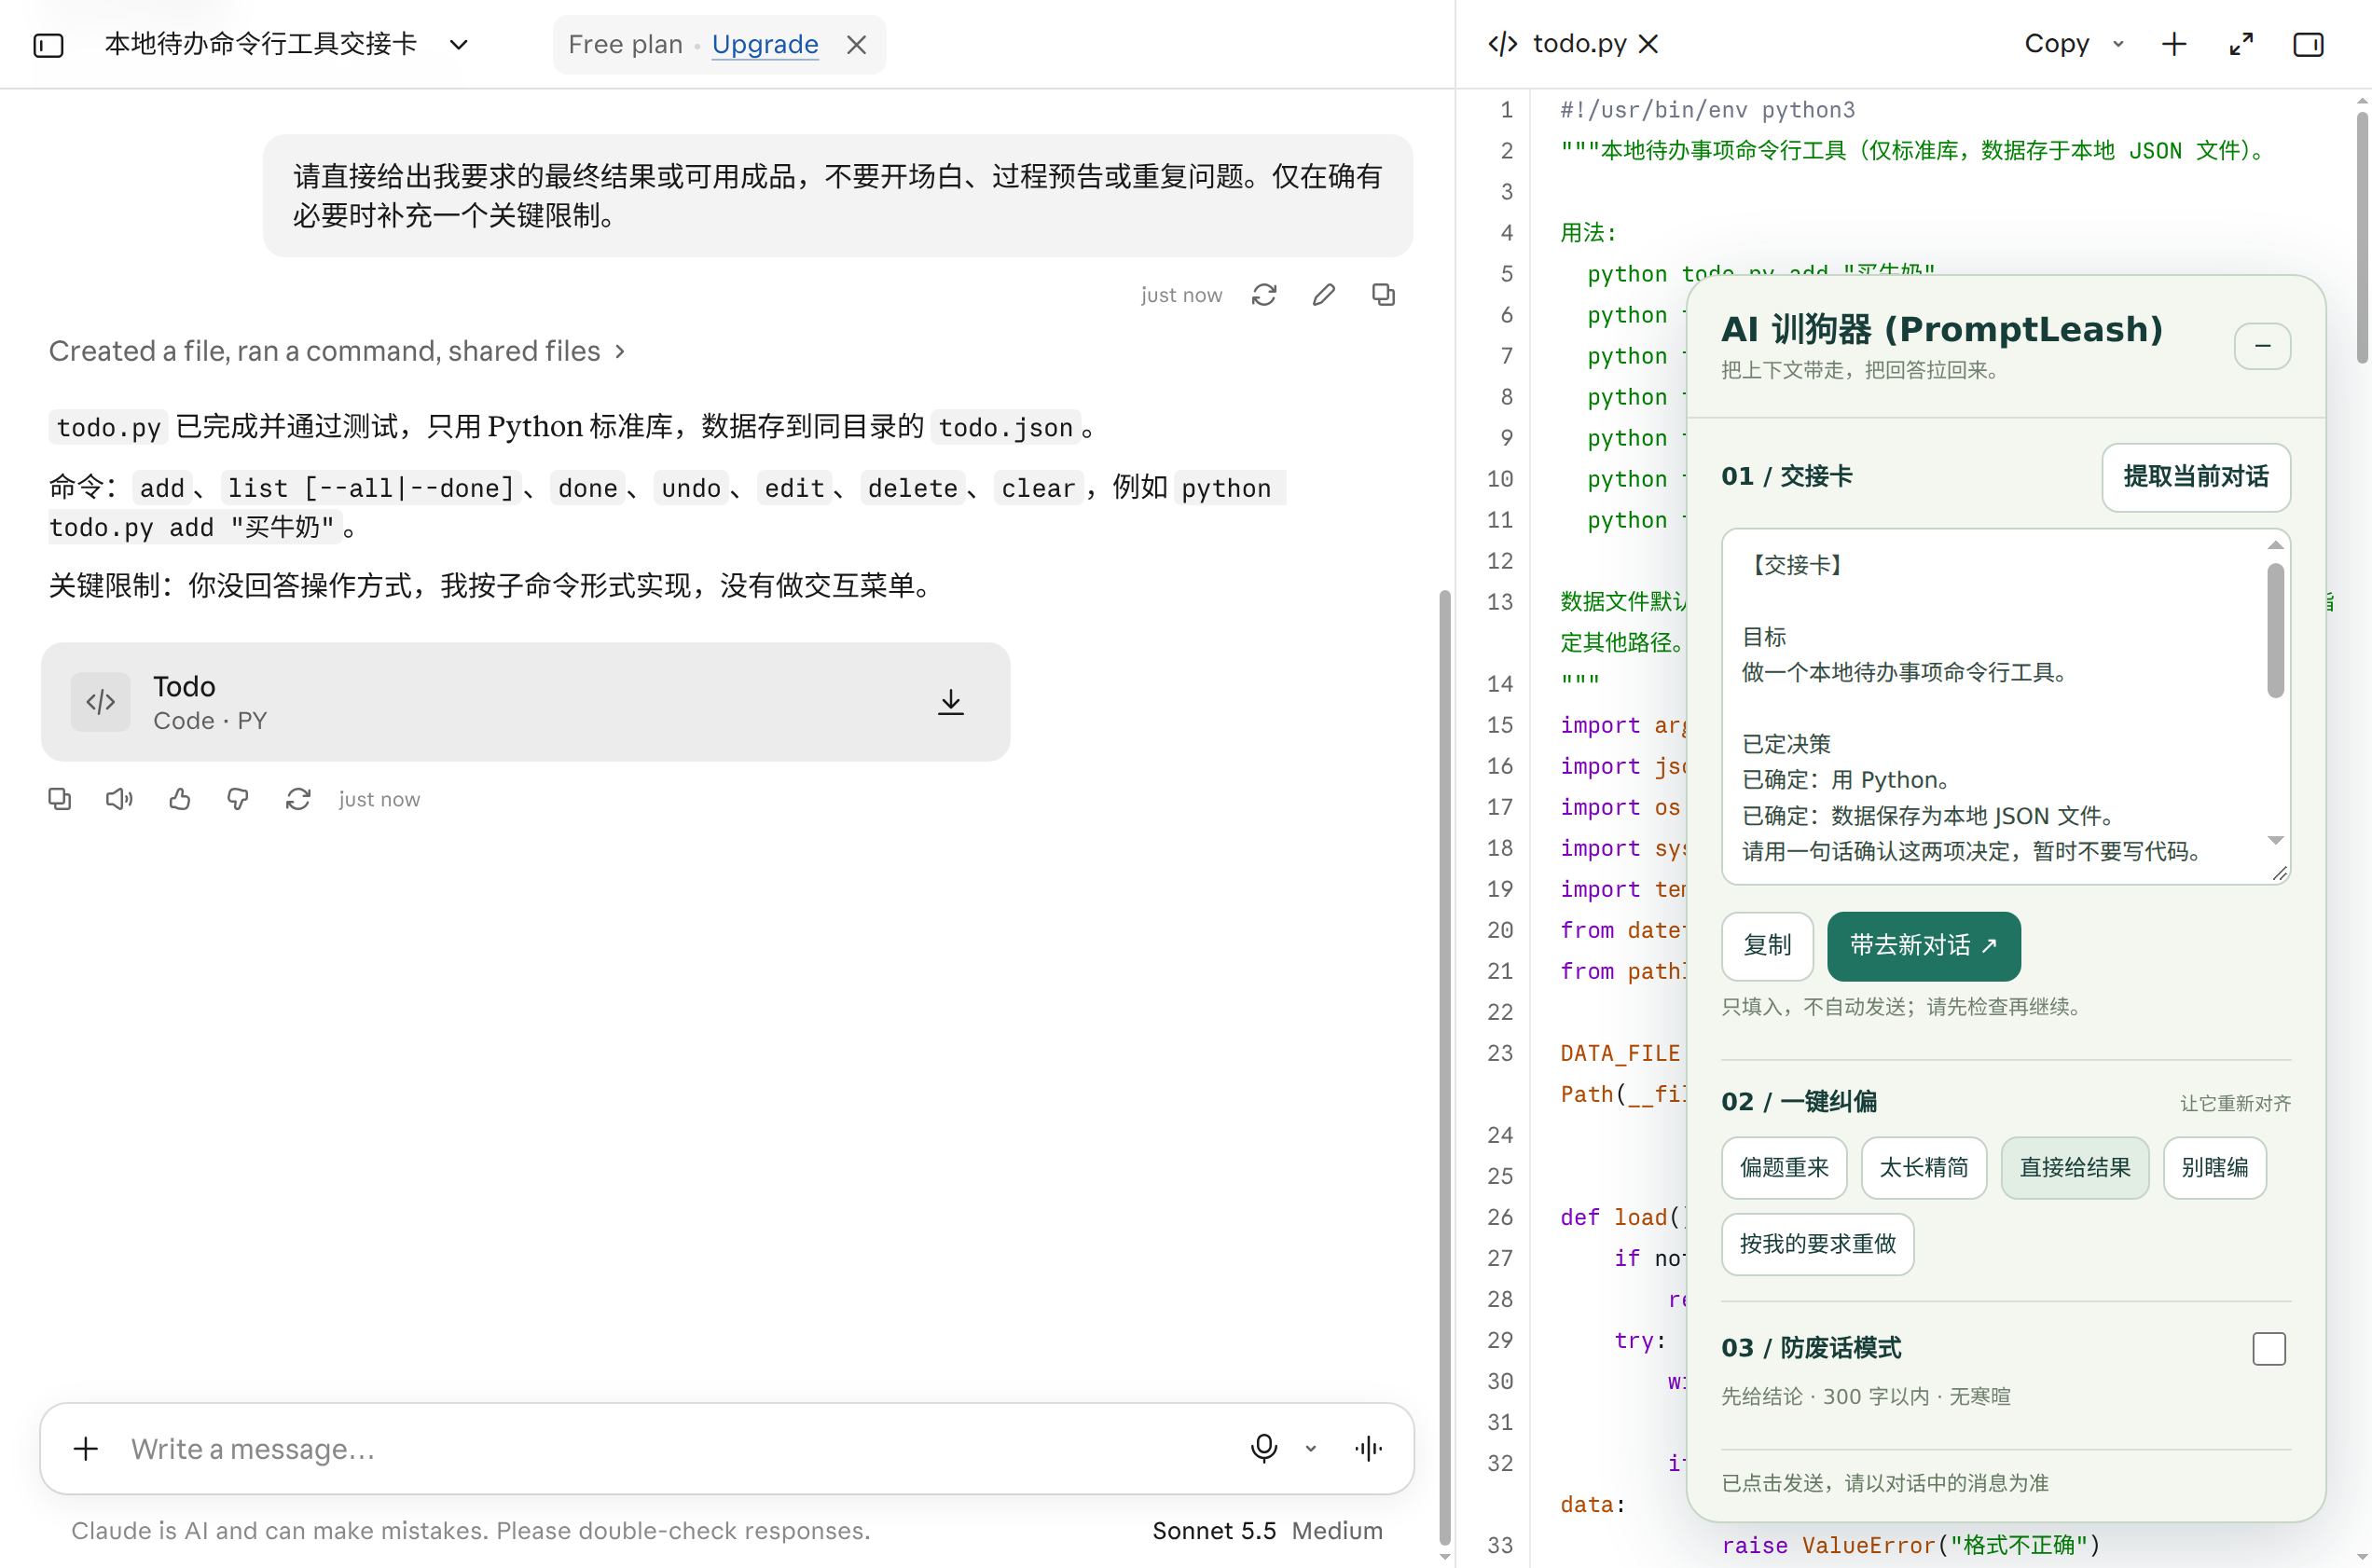 本地待办命令行工具交接卡
Free plan · Upgrade
请直接给出我要求的最终结果或可用成品，不要开场白、过程预告或重复问题。仅在确有
必要时补充一个关键限制。
just now
Created a file, ran a command, shared files
todo.py 已完成并通过测试，只用 Python 标准库，数据存到同目录的 todo.json。
命令：add、list [--all|--done]、done、undo、edit、delete、clear，例如 python
todo.py add "买牛奶"。
关键限制：你没回答操作方式，我按子命令形式实现，没有做交互菜单。
Todo
Code · PY
just now
Write a message...
Claude is AI and can make mistakes. Please double-check responses.
Sonnet 5.5 Medium
</> todo.py
Copy
1 #!/usr/bin/env python3
2 """本地待办事项命令行工具（仅标准库，数据存于本地 JSON 文件）。
3
4 用法:
5 python todo.py add "买牛奶"
6 python
7 python
8 python
9 python
10 python
11 python
12
13 数据文件默认
定其他路径。
14 """
15 import
16 import
17 import os
18 import
19 import
20 from
21 from
22
23 DATA_FILE
Path(
24
25
26 def load(
27 if
28
29 try:
30
31
32
data:
33 raise ValueError("格式不正确")
AI 训狗器 (PromptLeash)
把上下文带走，把回答拉回来。
01 / 交接卡
提取当前对话
【交接卡】
目标
做一个本地待办事项命令行工具。
已定决策
已确定：用 Python。
已确定：数据保存为本地 JSON 文件。
请用一句话确认这两项决定，暂时不要写代码。
复制
带去新对话 ↗
只填入，不自动发送；请先检查再继续。
02 / 一键纠偏
让它重新对齐
偏题重来
太长精简
直接给结果
别瞎编
按我的要求重做
03 / 防废话模式
先给结论 · 300 字以内 · 无寒暄
已点击发送，请以对话中的消息为准